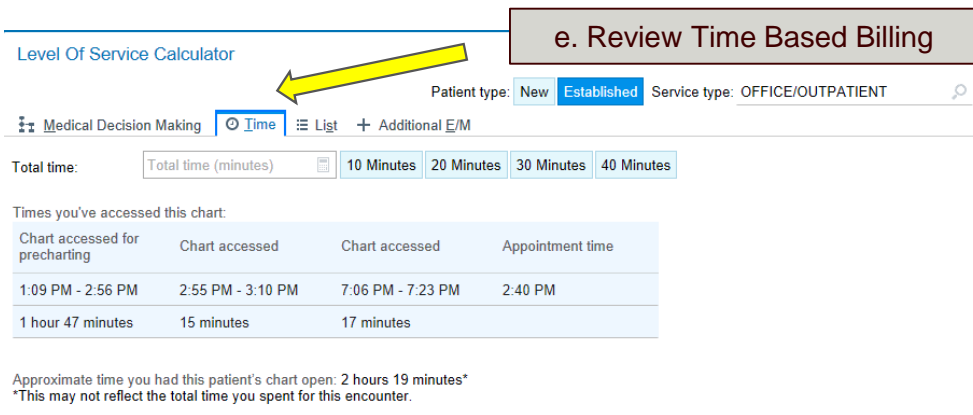 e. Review Time Based Billing
Level Of Service Calculator
Patient type: New Established Service type: OFFICE/OUTPATIENT
Medical Decision Making Time List + Additional E/M
Total time: Total time (minutes) 10 Minutes 20 Minutes 30 Minutes 40 Minutes
Times you've accessed this chart:
Chart accessed for precharting Chart accessed Chart accessed Appointment time
1:09 PM - 2:56 PM 2:55 PM - 3:10 PM 7:06 PM - 7:23 PM 2:40 PM
1 hour 47 minutes 15 minutes 17 minutes
Approximate time you had this patient's chart open: 2 hours 19 minutes*
*This may not reflect the total time you spent for this encounter.